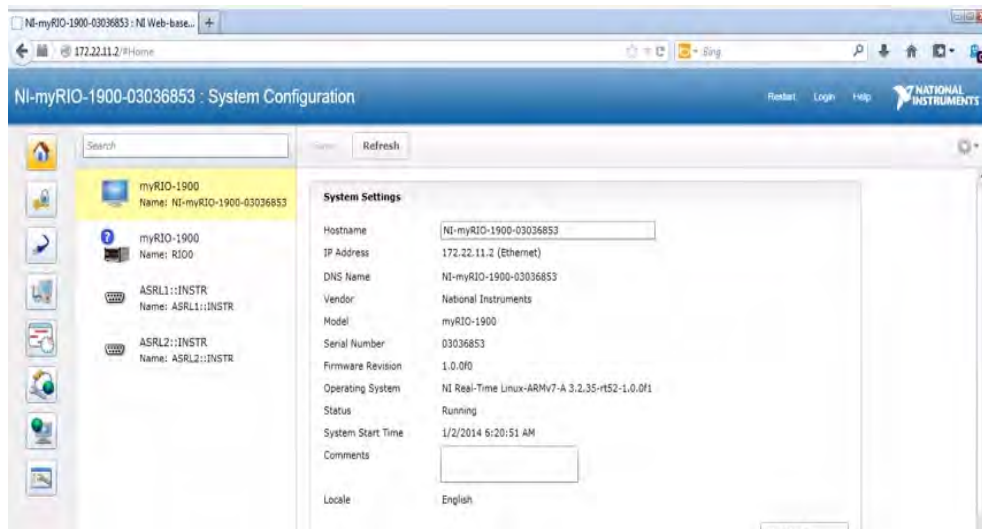 NI-myRIO-1900-03036853 : NI Web-base...
172.22.11.2/#Home
Bing
NI-myRIO-1900-03036853 : System Configuration
Restart Login Help
NATIONAL INSTRUMENTS
Search
Save
Refresh
myRIO-1900
Name: NI-myRIO-1900-03036853
myRIO-1900
Name: RIO0
ASRL1::INSTR
Name: ASRL1::INSTR
ASRL2::INSTR
Name: ASRL2::INSTR
System Settings
Hostname NI-myRIO-1900-03036853
IP Address 172.22.11.2 (Ethernet)
DNS Name NI-myRIO-1900-03036853
Vendor National Instruments
Model myRIO-1900
Serial Number 03036853
Firmware Revision 1.0.0f0
Operating System NI Real-Time Linux-ARMv7-A 3.2.35-rt52-1.0.0f1
Status Running
System Start Time 1/2/2014 6:20:51 AM
Comments
Locale English